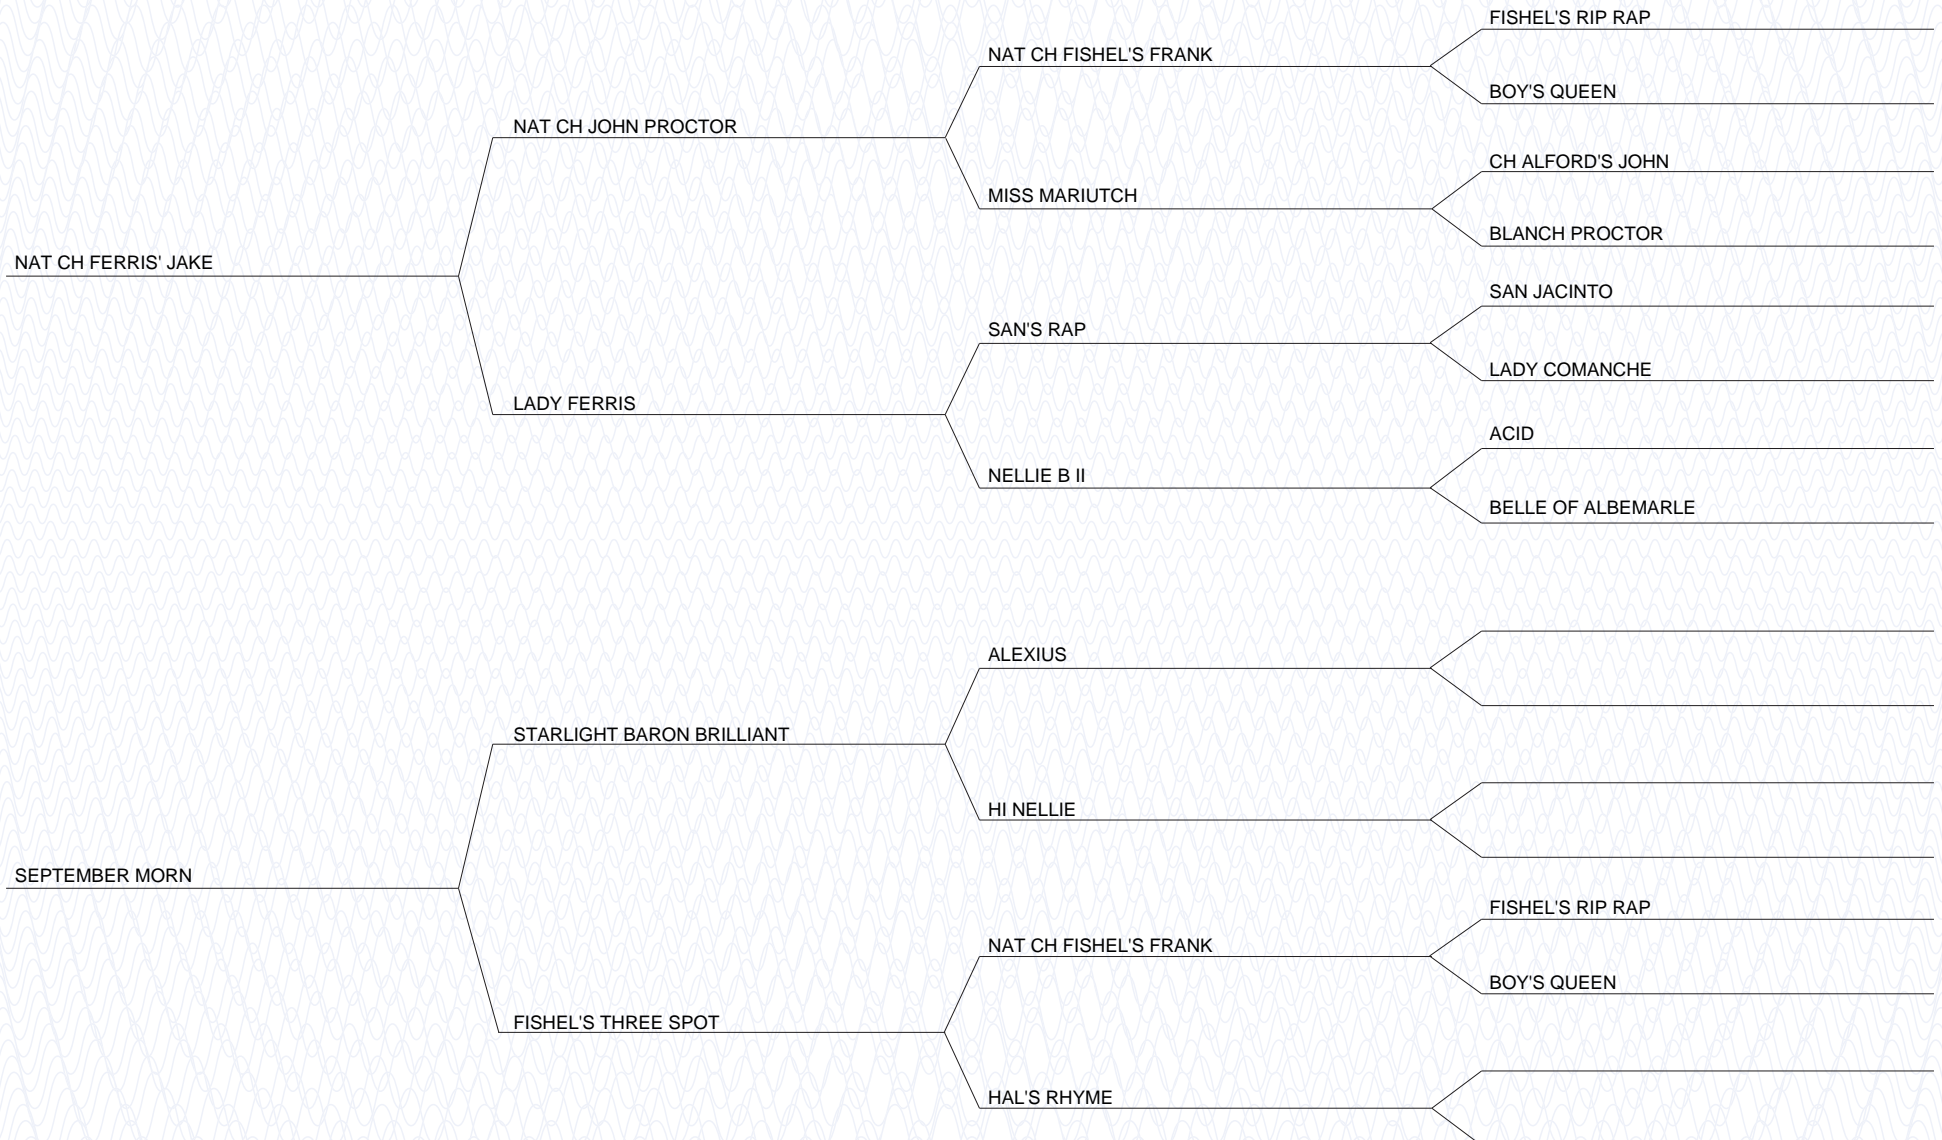 FISHEL'S RIP RAP
NAT CH FISHEL'S FRANK
BOY'S QUEEN
NAT CH JOHN PROCTOR
CH ALFORD'S JOHN
MISS MARIUTCH
BLANCH PROCTOR
NAT CH FERRIS' JAKE
SAN JACINTO
SAN'S RAP
LADY COMANCHE
LADY FERRIS
ACID
NELLIE B II
BELLE OF ALBEMARLE
ALEXIUS
STARLIGHT BARON BRILLIANT
HI NELLIE
SEPTEMBER MORN
FISHEL'S RIP RAP
NAT CH FISHEL'S FRANK
BOY'S QUEEN
FISHEL'S THREE SPOT
HAL'S RHYME